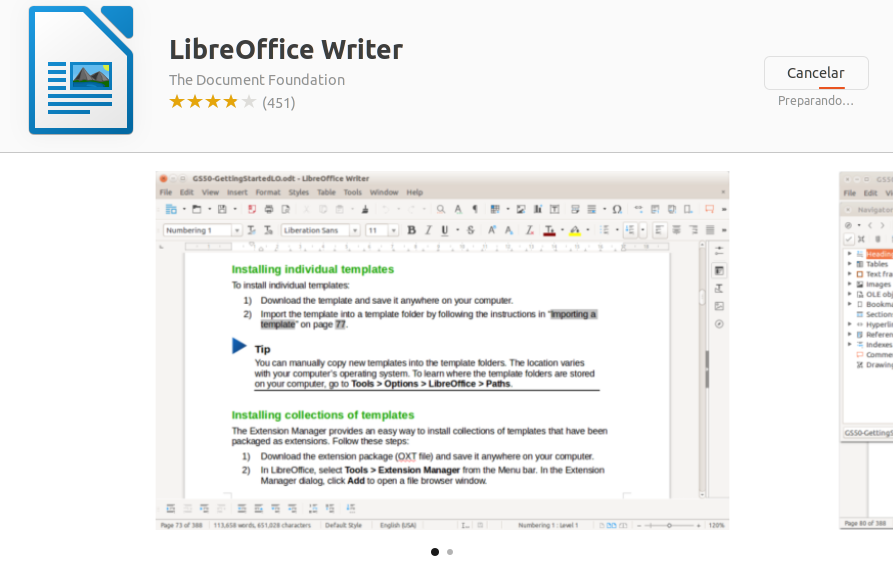 LibreOffice Writer
The Document Foundation
(451)
Cancelar
Preparando…
GS50-GettingStartedLO.odt - LibreOffice Writer
File Edit View Insert Format Styles Table Tools Window Help
Numbering 1 Liberation Sans 11
Installing individual templates
To install individual templates:
1) Download the template and save it anywhere on your computer.
2) Import the template into a template folder by following the instructions in “Importing a
template” on page 77.
Tip
You can manually copy new templates into the template folders. The location varies
with your computer’s operating system. To learn where the template folders are stored
on your computer, go to Tools > Options > LibreOffice > Paths.
Installing collections of templates
The Extension Manager provides an easy way to install collections of templates that have been
packaged as extensions. Follow these steps:
1) Download the extension package (OXT file) and save it anywhere on your computer.
2) In LibreOffice, select Tools > Extension Manager from the Menu bar. In the Extension
Manager dialog, click Add to open a file browser window.
Page 73 of 388 113,658 words, 651,028 characters Default Style English (USA) Numbering 1 : Level 1 120%
GS50
File Edit Vi
Navigator
Heading
Tables
Text fra
Images
OLE obj
Bookma
Section
Hyperlin
Referen
Indexes
Comme
Drawing
GS50-GettingS
Page 80 of 388